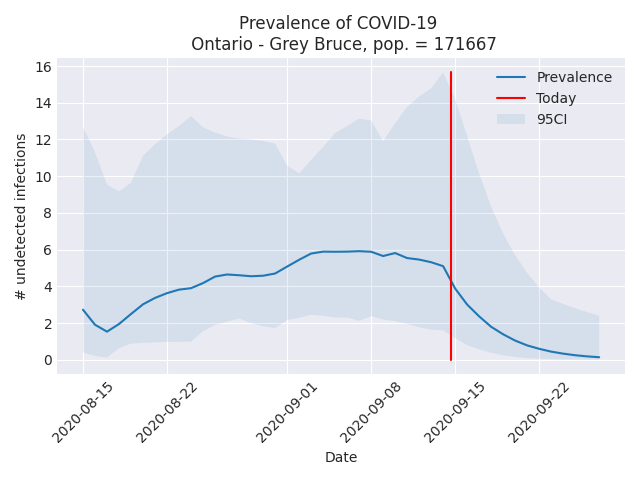 Prevalence of COVID-19
Ontario - Grey Bruce, pop. = 171667
Prevalence
Today
95CI
# undetected infections
16
14
12
10
8
6
4
2
0
2020-08-15
2020-08-22
2020-09-01
2020-09-08
2020-09-15
2020-09-22
Date